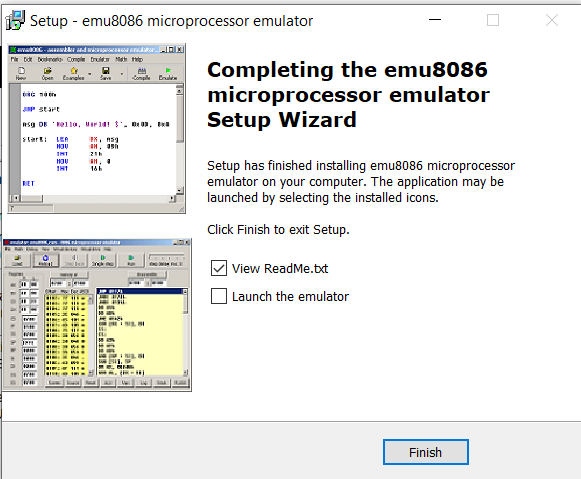 Setup - emu8086 microprocessor emulator
emu8086 - assembler and microprocessor emulator
File Edit Bookmarks Compile Emulator Math Help
New Open Examples Save Compile Emulate
ORG 100h
JMP start
msg DB 'Hello, World! $', 0x0D, 0xA
start: LEA DX, msg
MOV AH, 09h
INT 21h
MOV AH, 0
INT 16h
RET
Completing the emu8086
microprocessor emulator
Setup Wizard
Setup has finished installing emu8086 microprocessor
emulator on your computer. The application may be
launched by selecting the installed icons.
Click Finish to exit Setup.
View ReadMe.txt
Launch the emulator
Finish